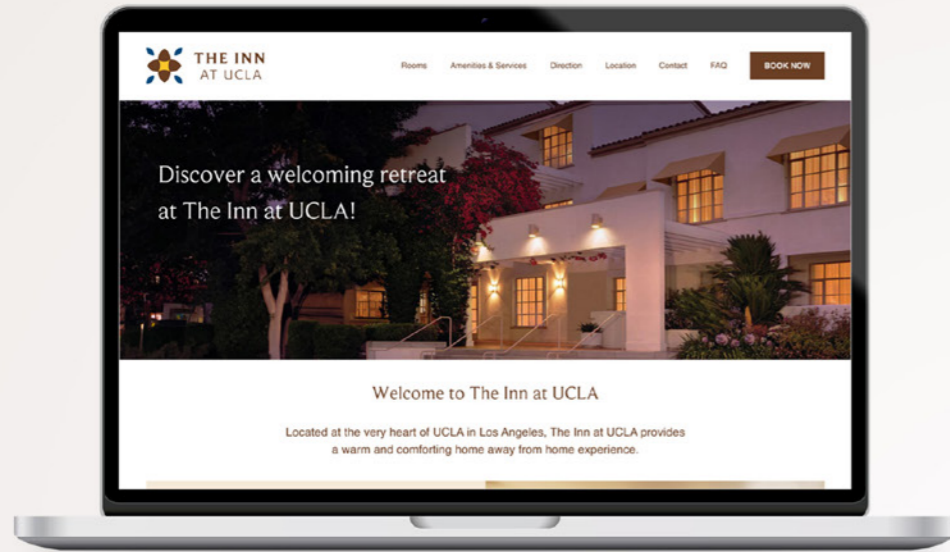 THE INN
AT UCLA
Rooms
Amenities & Services
Direction
Location
Contact
FAQ
BOOK NOW
Discover a welcoming retreat
at The Inn at UCLA!
Welcome to The Inn at UCLA
Located at the very heart of UCLA in Los Angeles, The Inn at UCLA provides
a warm and comforting home away from home experience.